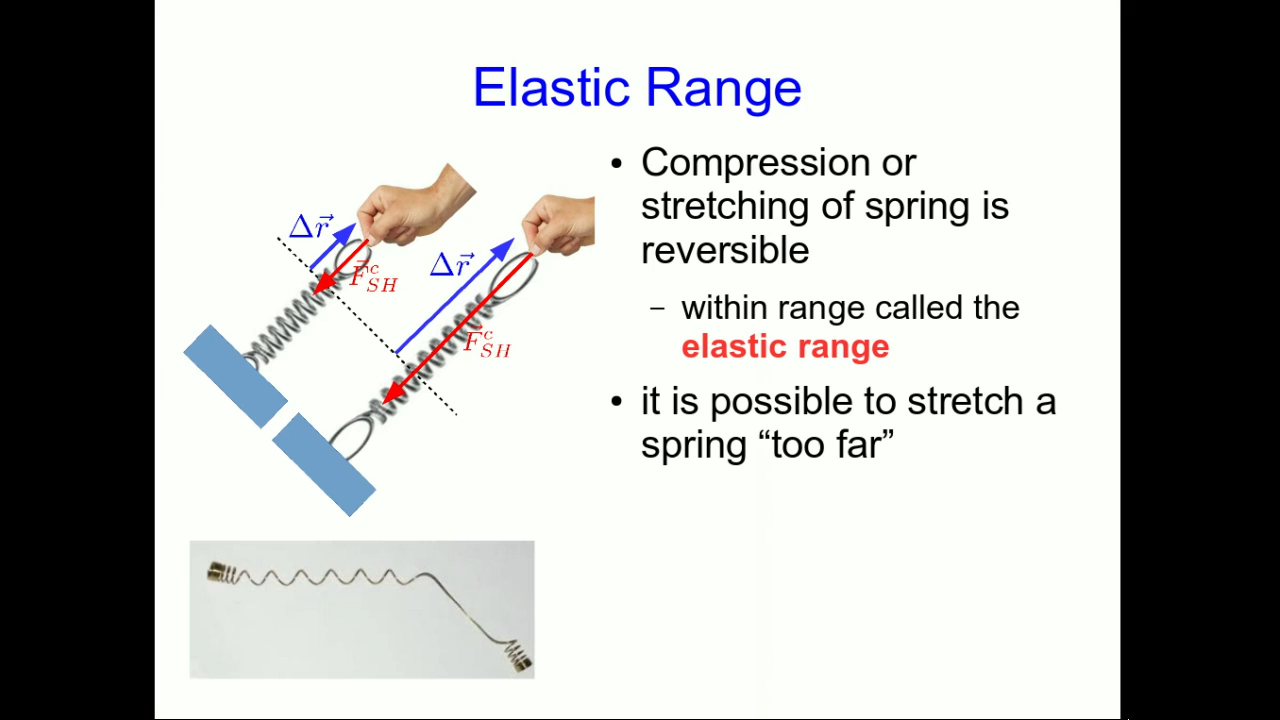 Elastic Range
Δr⃗
F⃗ᶜ_SH
Δr⃗
F⃗ᶜ_SH
• Compression or
stretching of spring is
reversible
– within range called the
elastic range
• it is possible to stretch a
spring “too far”